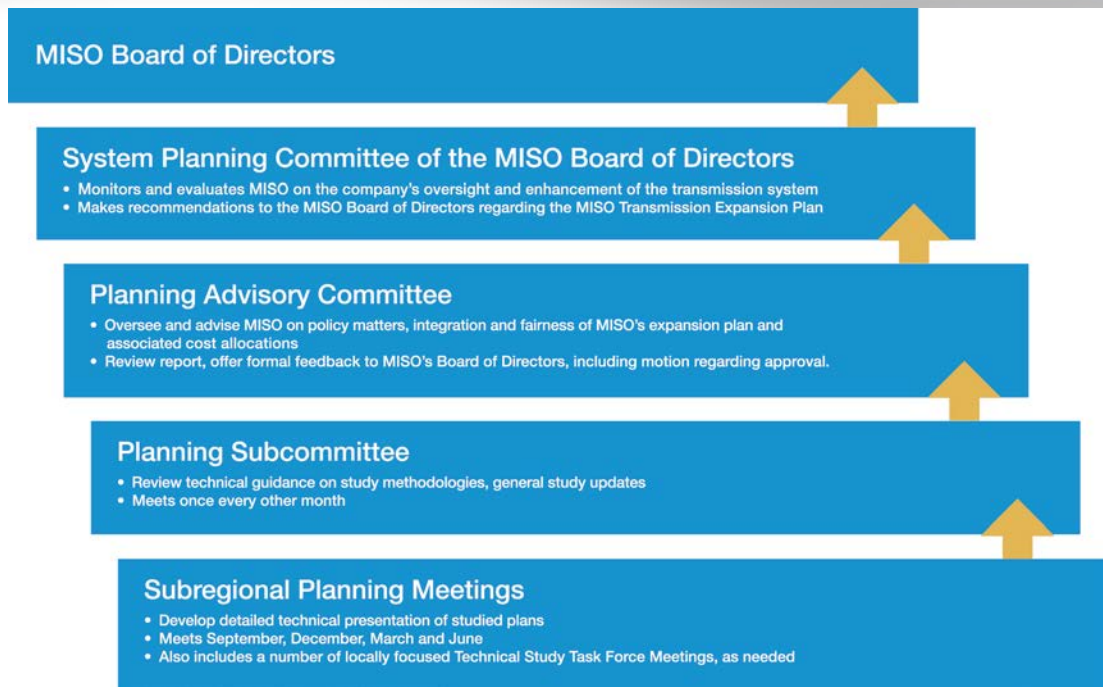 MISO Board of Directors
System Planning Committee of the MISO Board of Directors
• Monitors and evaluates MISO on the company's oversight and enhancement of the transmission system
• Makes recommendations to the MISO Board of Directors regarding the MISO Transmission Expansion Plan
Planning Advisory Committee
• Oversee and advise MISO on policy matters, integration and fairness of MISO's expansion plan and
associated cost allocations
• Review report, offer formal feedback to MISO's Board of Directors, including motion regarding approval.
Planning Subcommittee
• Review technical guidance on study methodologies, general study updates
• Meets once every other month
Subregional Planning Meetings
• Develop detailed technical presentation of studied plans
• Meets September, December, March and June
• Also includes a number of locally focused Technical Study Task Force Meetings, as needed